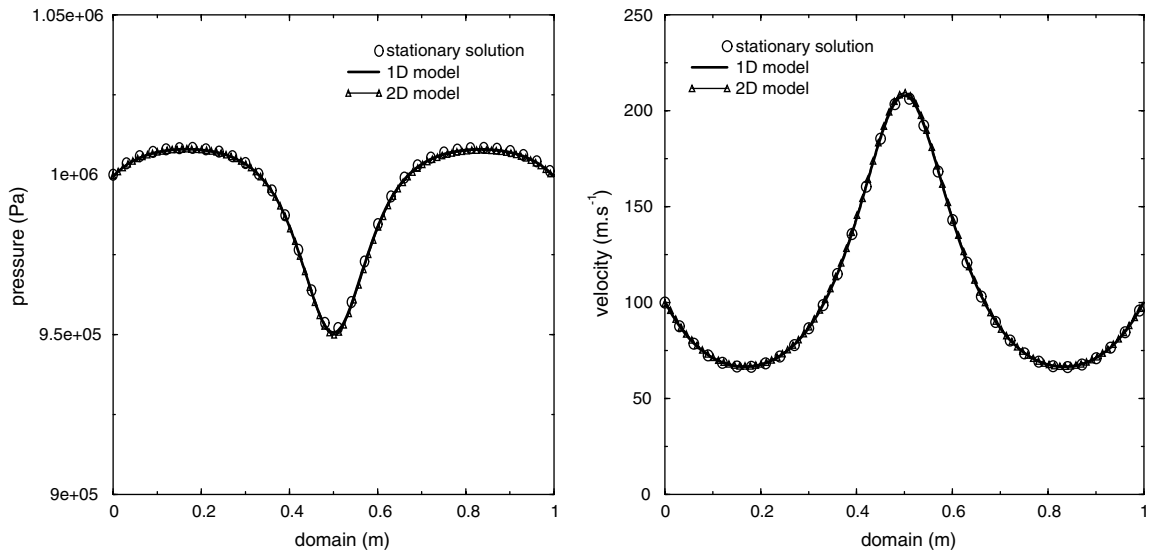 1.05e+06
1e+06
9.5e+05
9e+05
pressure (Pa)
stationary solution
1D model
2D model
0
0.2
0.4
0.6
0.8
1
domain (m)
250
200
150
100
50
0
velocity (m.s⁻¹)
stationary solution
1D model
2D model
0
0.2
0.4
0.6
0.8
1
domain (m)